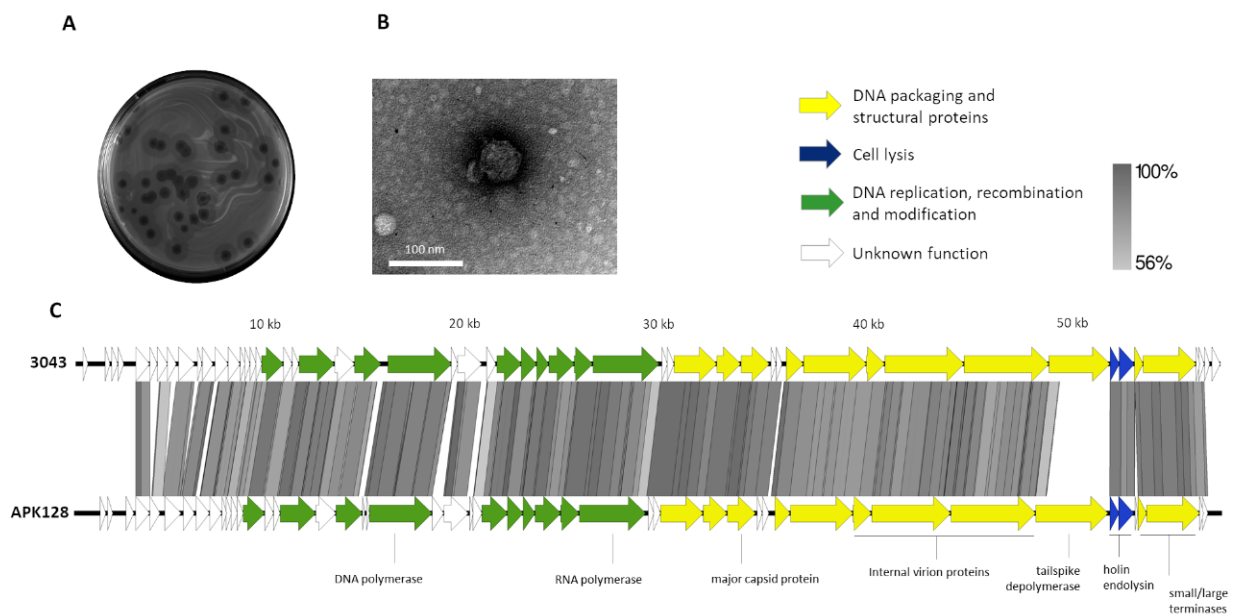 A
B
100 nm
DNA packaging and
structural proteins
Cell lysis
DNA replication, recombination
and modification
Unknown function
100%
56%
C
10 kb
20 kb
30 kb
40 kb
50 kb
3043
APK128
DNA polymerase
RNA polymerase
major capsid protein
Internal virion proteins
tailspike
depolymerase
holin
endolysin
small/large
terminases